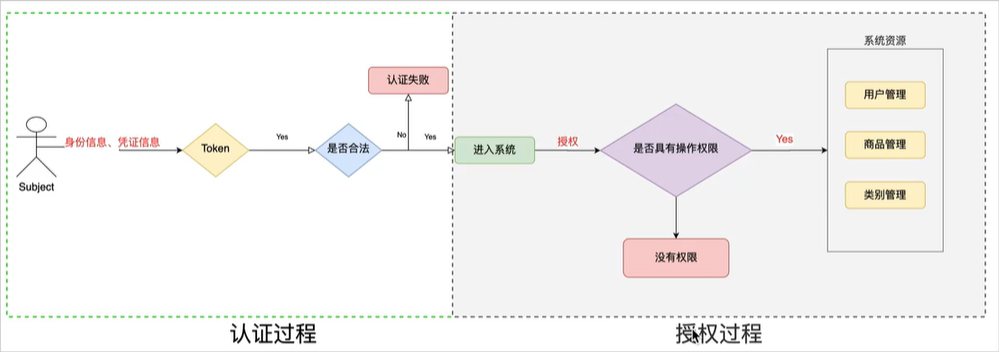 系统资源
认证失败
用户管理
身份信息、凭证信息
Token
Yes
是否合法
No
Yes
进入系统
授权
是否具有操作权限
Yes
商品管理
Subject
类别管理
没有权限
认证过程
授权过程